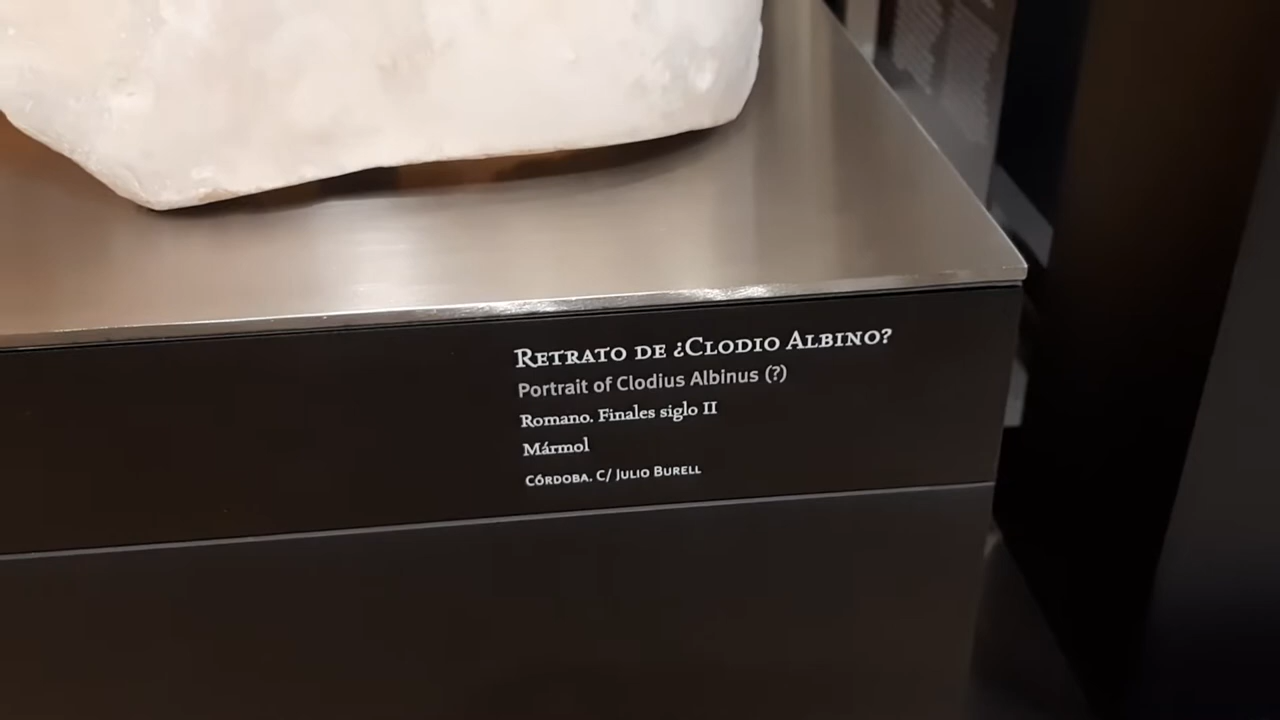 Retrato de ¿Clodio Albino?
Portrait of Clodius Albinus (?)
Romano. Finales siglo II
Mármol
Córdoba. C/ Julio Burell